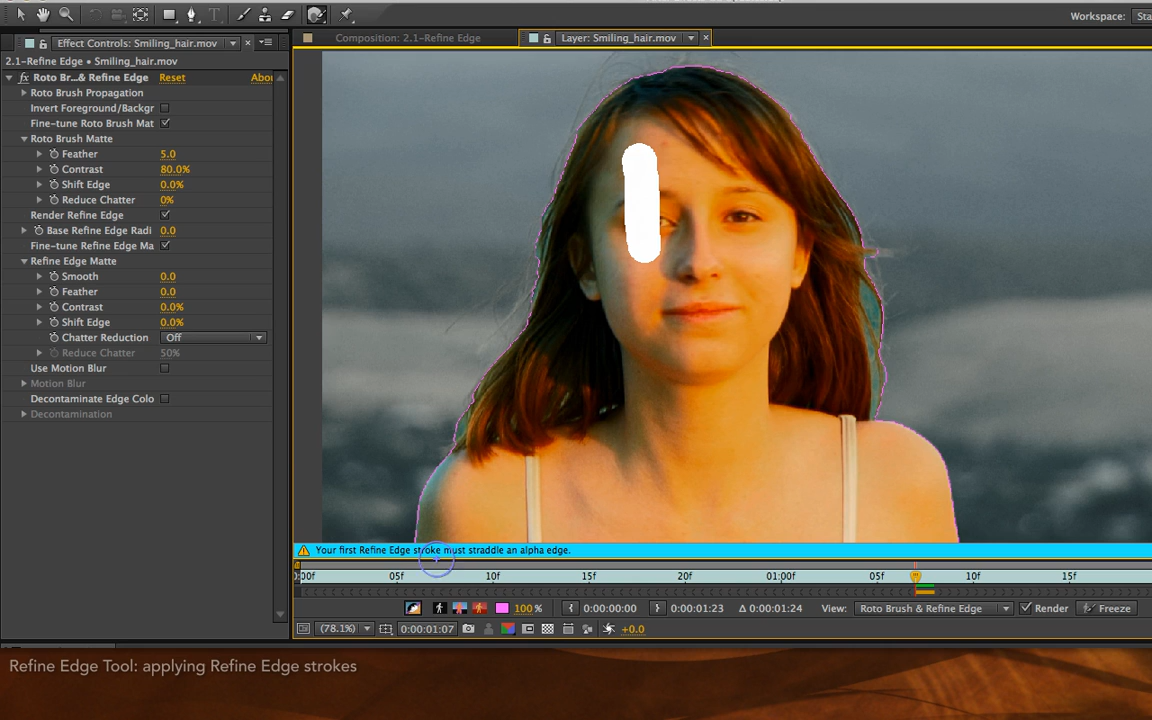 Workspace: Sta
Effect Controls: Smiling_hair.mov
Composition: 2.1-Refine Edge
Layer: Smiling_hair.mov
2.1-Refine Edge • Smiling_hair.mov
fx Roto Br...& Refine Edge Reset Abou
Roto Brush Propagation
Invert Foreground/Backgr
Fine-tune Roto Brush Mat
Roto Brush Matte
Feather 5.0
Contrast 80.0%
Shift Edge 0.0%
Reduce Chatter 0%
Render Refine Edge
Base Refine Edge Radi 0.0
Fine-tune Refine Edge Ma
Refine Edge Matte
Smooth 0.0
Feather 0.0
Contrast 0.0%
Shift Edge 0.0%
Chatter Reduction Off
Reduce Chatter 50%
Use Motion Blur
Motion Blur
Decontaminate Edge Colo
Decontamination
Your first Refine Edge stroke must straddle an alpha edge.
:00f 05f 10f 15f 20f 01:00f 05f 10f 15f
100 % 0:00:00:00 0:00:01:23 Δ 0:00:01:24 View: Roto Brush & Refine Edge Render Freeze
(78.1%) 0:00:01:07 +0.0
Refine Edge Tool: applying Refine Edge strokes